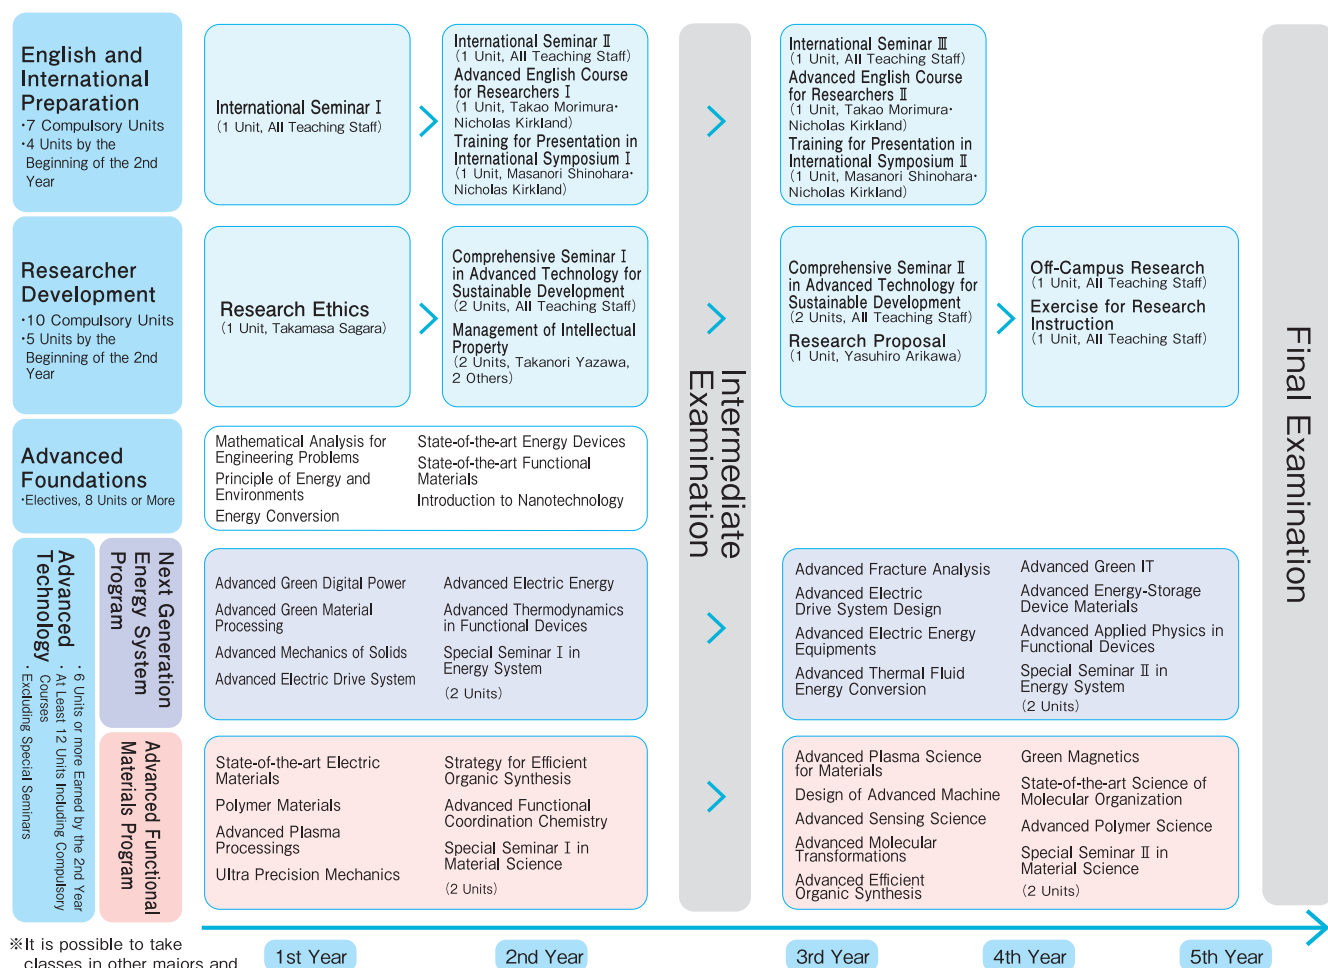 English and
International
Preparation
・7 Compulsory Units
・4 Units by the
Beginning of the 2nd
Year
International Seminar Ⅰ
(1 Unit, All Teaching Staff)
International Seminar Ⅱ
(1 Unit, All Teaching Staff)
Advanced English Course
for Researchers Ⅰ
(1 Unit, Takao Morimura・
Nicholas Kirkland)
Training for Presentation in
International Symposium Ⅰ
(1 Unit, Masanori Shinohara・
Nicholas Kirkland)
International Seminar Ⅲ
(1 Unit, All Teaching Staff)
Advanced English Course
for Researchers Ⅱ
(1 Unit, Takao Morimura・
Nicholas Kirkland)
Training for Presentation in
International Symposium Ⅱ
(1 Unit, Masanori Shinohara・
Nicholas Kirkland)
Researcher
Development
・10 Compulsory Units
・5 Units by the
Beginning of the 2nd
Year
Research Ethics
(1 Unit, Takamasa Sagara)
Comprehensive Seminar Ⅰ
in Advanced Technology for
Sustainable Development
(2 Units, All Teaching Staff)
Management of Intellectual
Property
(2 Units, Takanori Yazawa,
2 Others)
Intermediate
Examination
Comprehensive Seminar Ⅱ
in Advanced Technology for
Sustainable Development
(2 Units, All Teaching Staff)
Research Proposal
(1 Unit, Yasuhiro Arikawa)
Off-Campus Research
(1 Unit, All Teaching Staff)
Exercise for Research
Instruction
(1 Unit, All Teaching Staff)
Final Examination
Advanced
Foundations
・Electives, 8 Units or More
Mathematical Analysis for
Engineering Problems
Principle of Energy and
Environments
Energy Conversion
State-of-the-art Energy Devices
State-of-the-art Functional
Materials
Introduction to Nanotechnology
Advanced
Technology
・6 Units or more Earned by the 2nd Year
・At Least 12 Units Including Compulsory
Courses
・Excluding Special Seminars
Next Generation
Energy System
Program
Advanced Green Digital Power
Advanced Green Material
Processing
Advanced Mechanics of Solids
Advanced Electric Drive System
Advanced Electric Energy
Advanced Thermodynamics
in Functional Devices
Special Seminar Ⅰ in
Energy System
(2 Units)
Advanced Fracture Analysis
Advanced Electric
Drive System Design
Advanced Electric Energy
Equipments
Advanced Thermal Fluid
Energy Conversion
Advanced Green IT
Advanced Energy-Storage
Device Materials
Advanced Applied Physics in
Functional Devices
Special Seminar Ⅱ in
Energy System
(2 Units)
Advanced Functional
Materials Program
State-of-the-art Electric
Materials
Polymer Materials
Advanced Plasma
Processings
Ultra Precision Mechanics
Strategy for Efficient
Organic Synthesis
Advanced Functional
Coordination Chemistry
Special Seminar Ⅰ in
Material Science
(2 Units)
Advanced Plasma Science
for Materials
Design of Advanced Machine
Advanced Sensing Science
Advanced Molecular
Transformations
Advanced Efficient
Organic Synthesis
Green Magnetics
State-of-the-art Science of
Molecular Organization
Advanced Polymer Science
Special Seminar Ⅱ in
Material Science
(2 Units)
※It is possible to take
classes in other majors and
1st Year
2nd Year
3rd Year
4th Year
5th Year